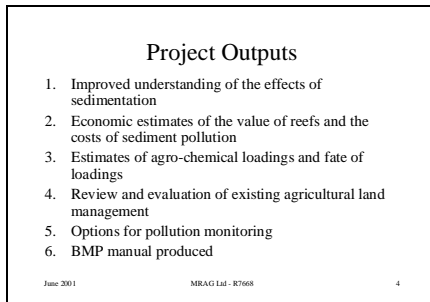 Project Outputs
1. Improved understanding of the effects of
sedimentation
2. Economic estimates of the value of reefs and the
costs of sediment pollution
3. Estimates of agro-chemical loadings and fate of
loadings
4. Review and evaluation of existing agricultural land
management
5. Options for pollution monitoring
6. BMP manual produced
June 2001 MRAG Ltd - R7668 4